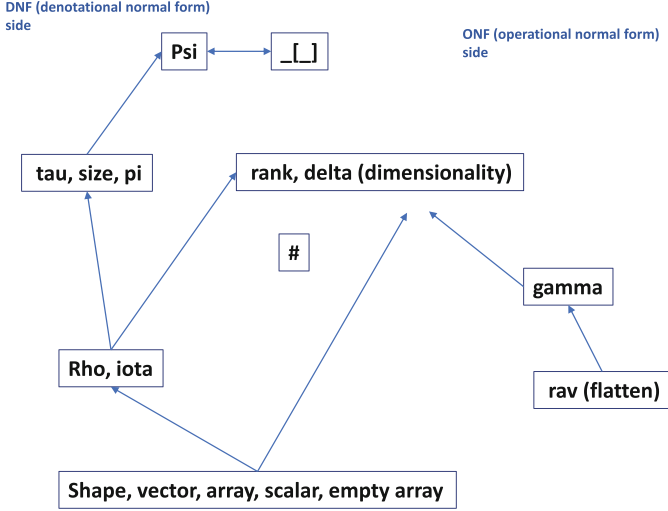 DNF (denotational normal form)
side
ONF (operational normal form)
side
Psi
_[_]
tau, size, pi
rank, delta (dimensionality)
#
gamma
Rho, iota
rav (flatten)
Shape, vector, array, scalar, empty array